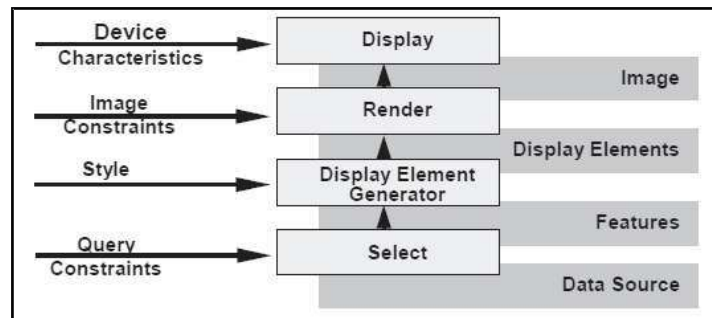 Device
Characteristics
Display
Image
Image
Constraints
Render
Display Elements
Style
Display Element
Generator
Features
Query
Constraints
Select
Data Source